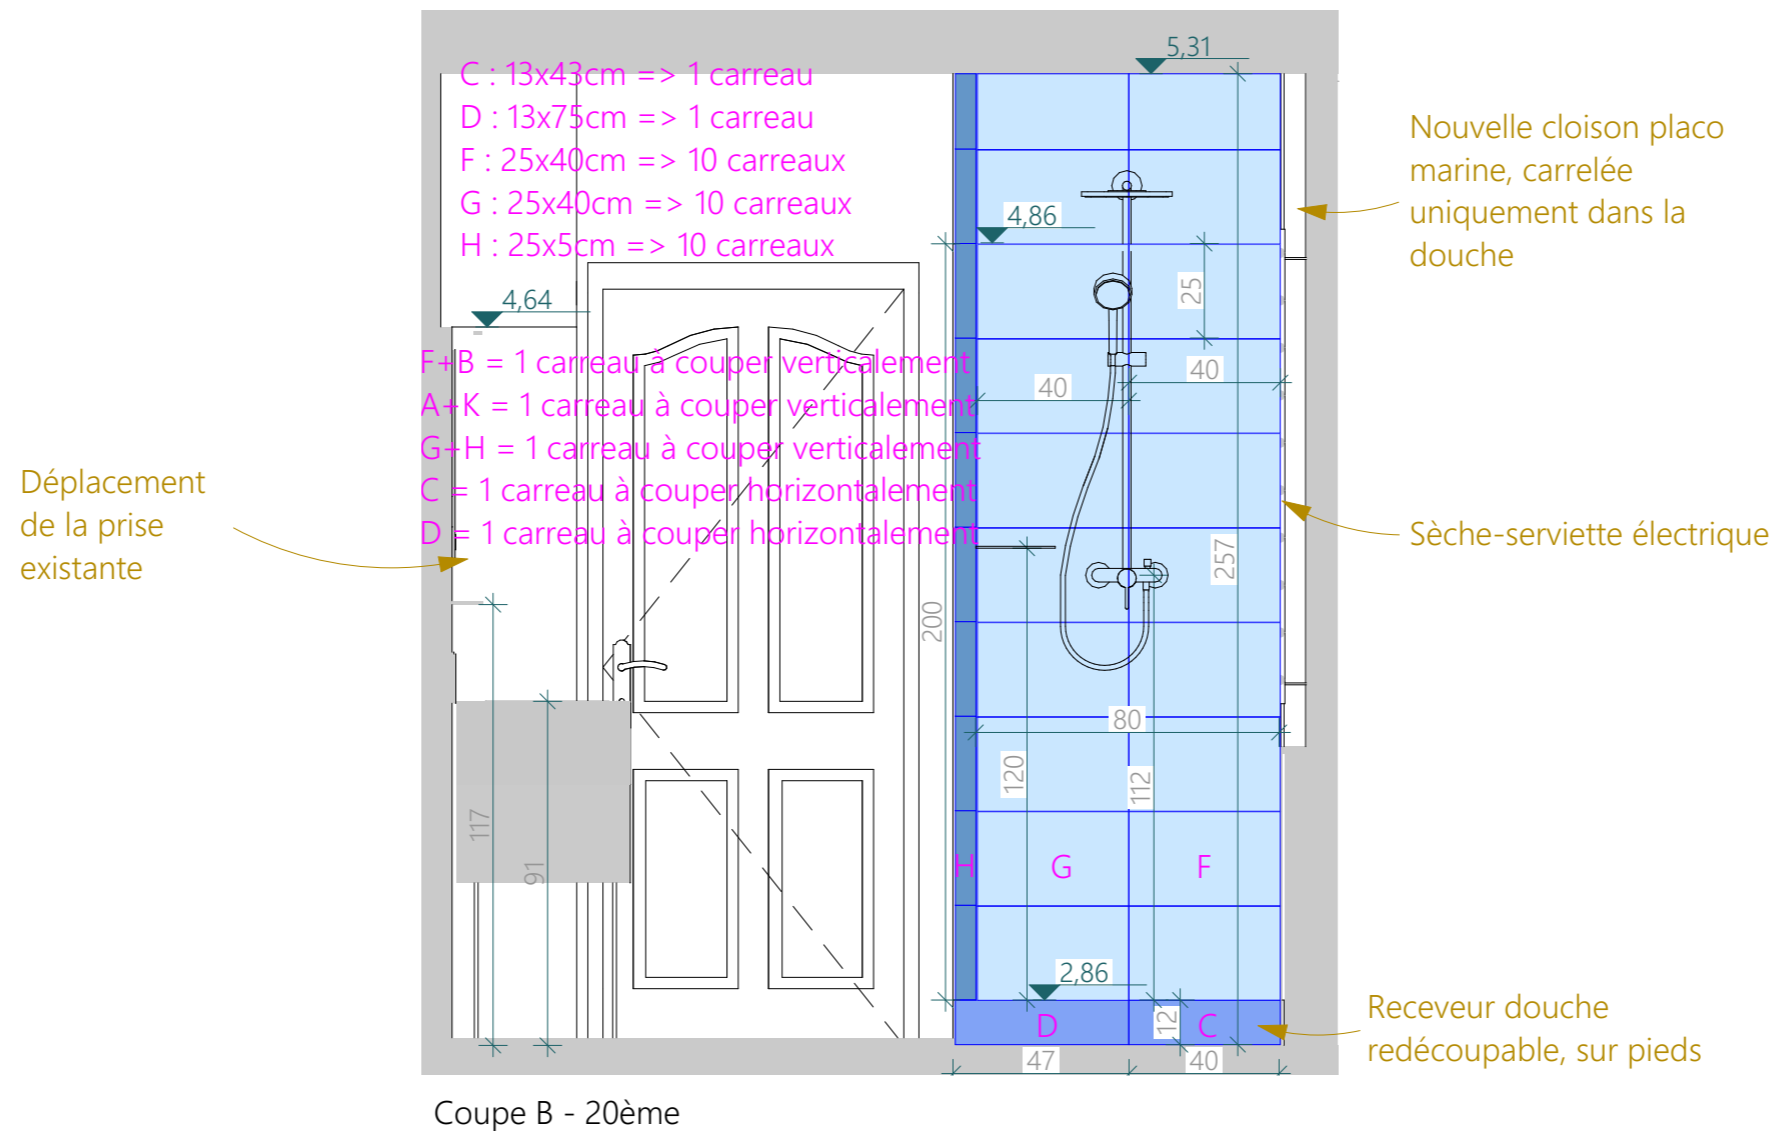 5,31
C : 13x43cm => 1 carreau
D : 13x75cm => 1 carreau
F : 25x40cm => 10 carreaux
G : 25x40cm => 10 carreaux
H : 25x5cm => 10 carreaux
Nouvelle cloison placo
marine, carrelée
uniquement dans la
douche
4,86
4,64
25
F+B = 1 carreau à couper verticalement
A+K = 1 carreau à couper verticalement
G+H = 1 carreau à couper verticalement
C = 1 carreau à couper horizontalement
D = 1 carreau à couper horizontalement
40
40
Déplacement
de la prise
existante
Sèche-serviette électrique
257
200
80
120
112
117
91
H
G
F
2,86
D
12
C
Receveur douche
redécoupable, sur pieds
47
40
Coupe B - 20ème